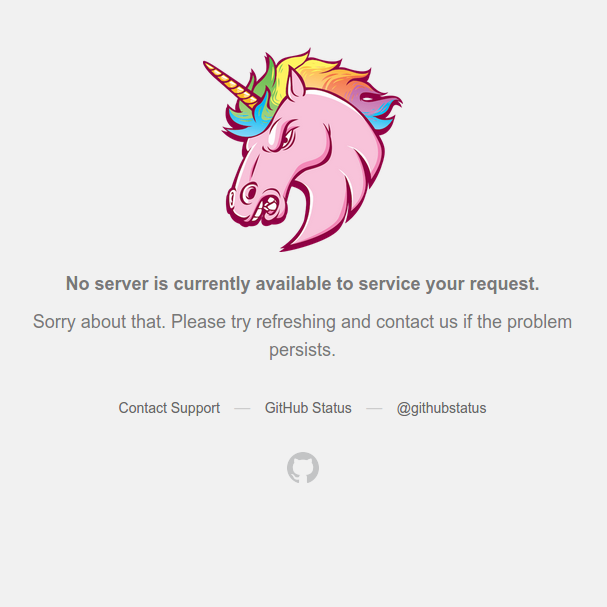 No server is currently available to service your request.
Sorry about that. Please try refreshing and contact us if the problem
persists.
Contact Support — GitHub Status — @githubstatus